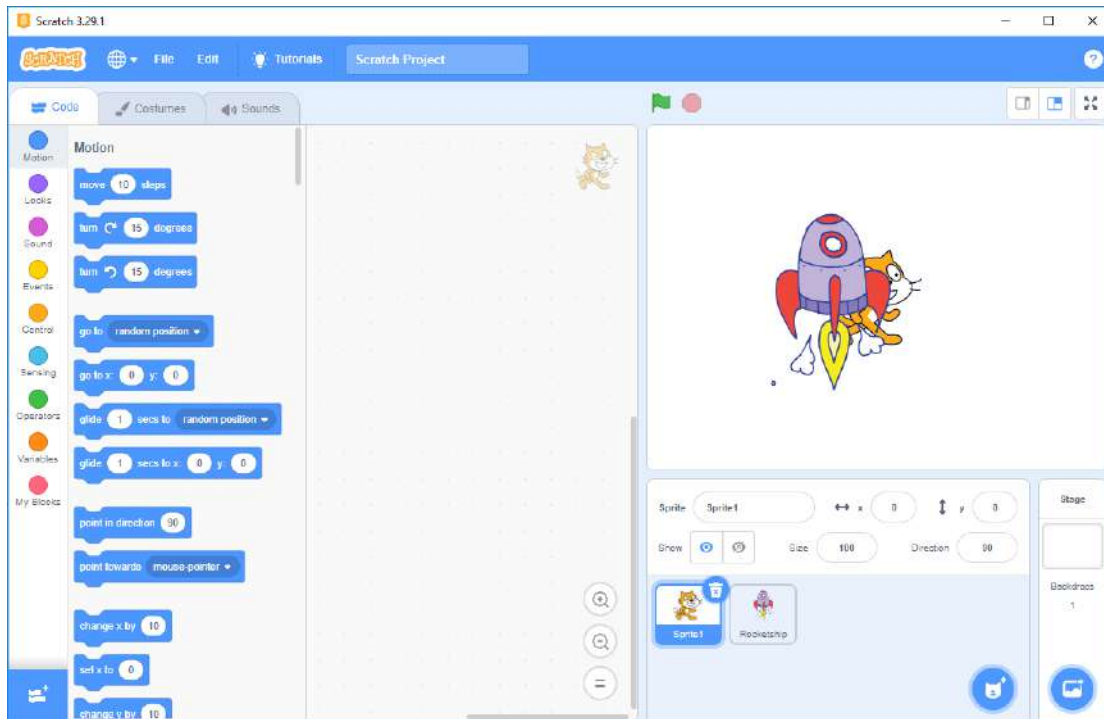 Scratch 3.29.1
SCRATCH File Edit Tutorials Scratch Project ?
Code Costumes Sounds
Motion
Looks
Sound
Events
Control
Sensing
Operators
Variables
My Blocks
Motion
move 10 steps
turn 15 degrees
turn 15 degrees
go to random position
go to x: 0 y: 0
glide 1 secs to random position
glide 1 secs to x: 0 y: 0
point in direction 90
point towards mouse-pointer
change x by 10
set x to 0
change y by 10
Sprite Sprite1 x 0 y 0
Show Size 100 Direction 90
Sprite1 Rocketship
Stage
Backdrops
1